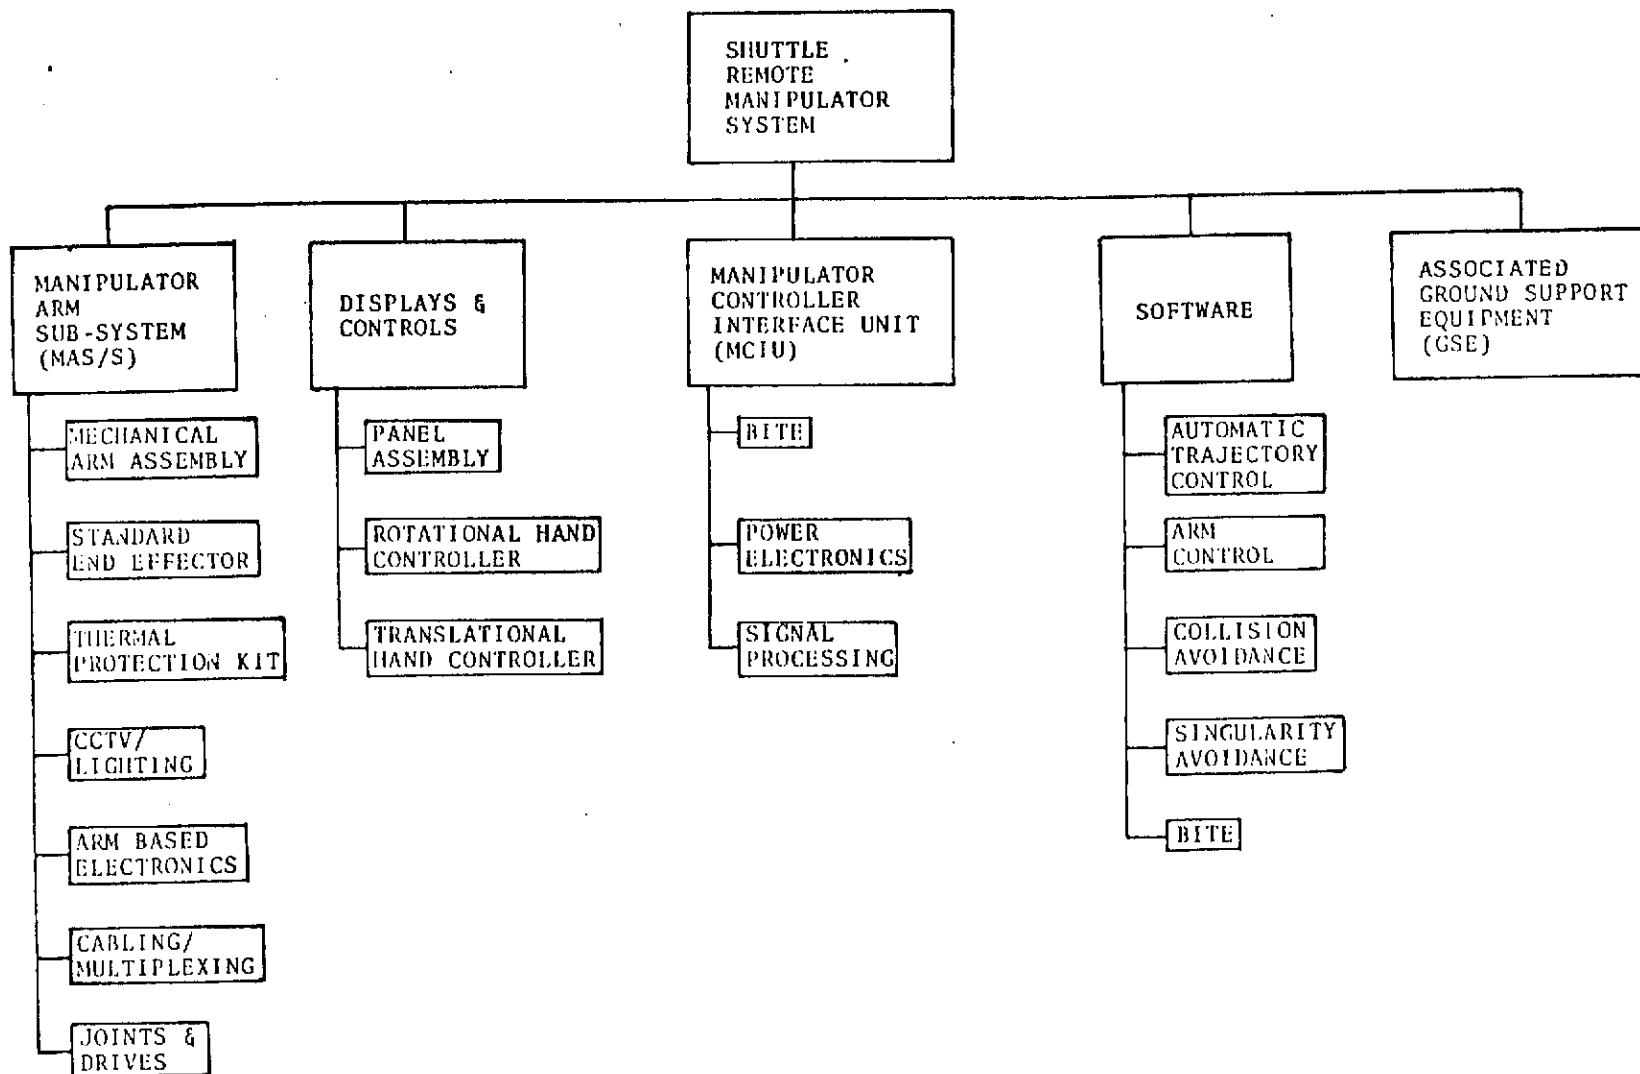 SHUTTLE
REMOTE
MANIPULATOR
SYSTEM
MANIPULATOR
ARM
SUB-SYSTEM
(MAS/S)
MECHANICAL
ARM ASSEMBLY
STANDARD
END EFFECTOR
THERMAL
PROTECTION KIT
CCTV/
LIGHTING
ARM BASED
ELECTRONICS
CABLING/
MULTIPLEXING
JOINTS &
DRIVES
DISPLAYS &
CONTROLS
PANEL
ASSEMBLY
ROTATIONAL HAND
CONTROLLER
TRANSLATIONAL
HAND CONTROLLER
MANIPULATOR
CONTROLLER
INTERFACE UNIT
(MCIU)
BITE
POWER
ELECTRONICS
SIGNAL
PROCESSING
SOFTWARE
AUTOMATIC
TRAJECTORY
CONTROL
ARM
CONTROL
COLLISION
AVOIDANCE
SINGULARITY
AVOIDANCE
BITE
ASSOCIATED
GROUND SUPPORT
EQUIPMENT
(GSE)